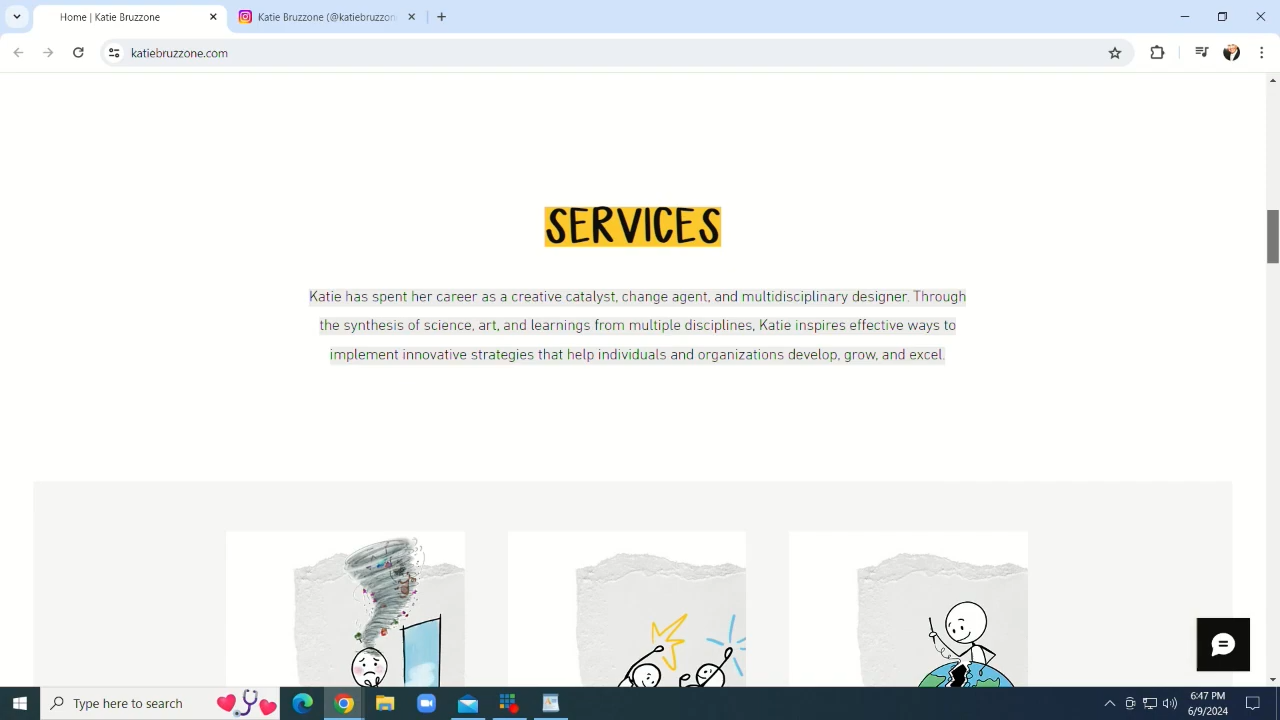 Home | Katie Bruzzone
Katie Bruzzone (@katiebruzzon
katiebruzzone.com
SERVICES
Katie has spent her career as a creative catalyst, change agent, and multidisciplinary designer. Through
the synthesis of science, art, and learnings from multiple disciplines, Katie inspires effective ways to
implement innovative strategies that help individuals and organizations develop, grow, and excel.
Type here to search
6:47 PM
6/9/2024